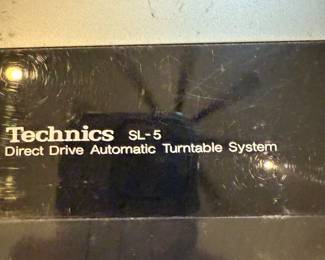 Technics SL-5
Direct Drive Automatic Turntable System